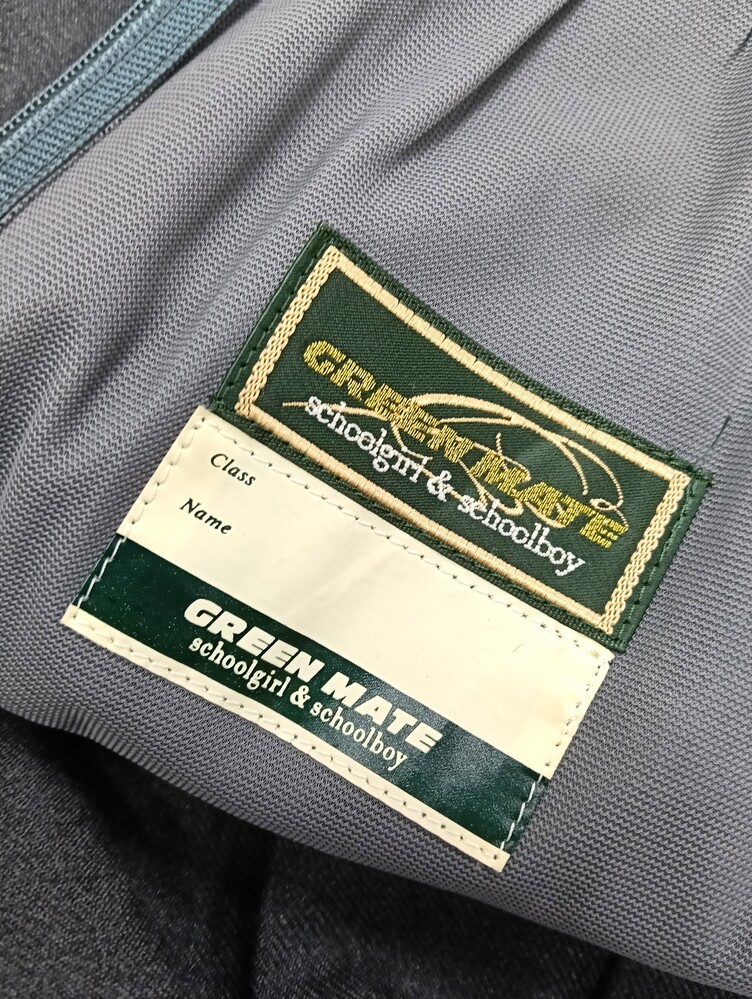 GREEN MATE
schoolgirl & schoolboy
Class
Name
GREEN MATE
schoolgirl & schoolboy